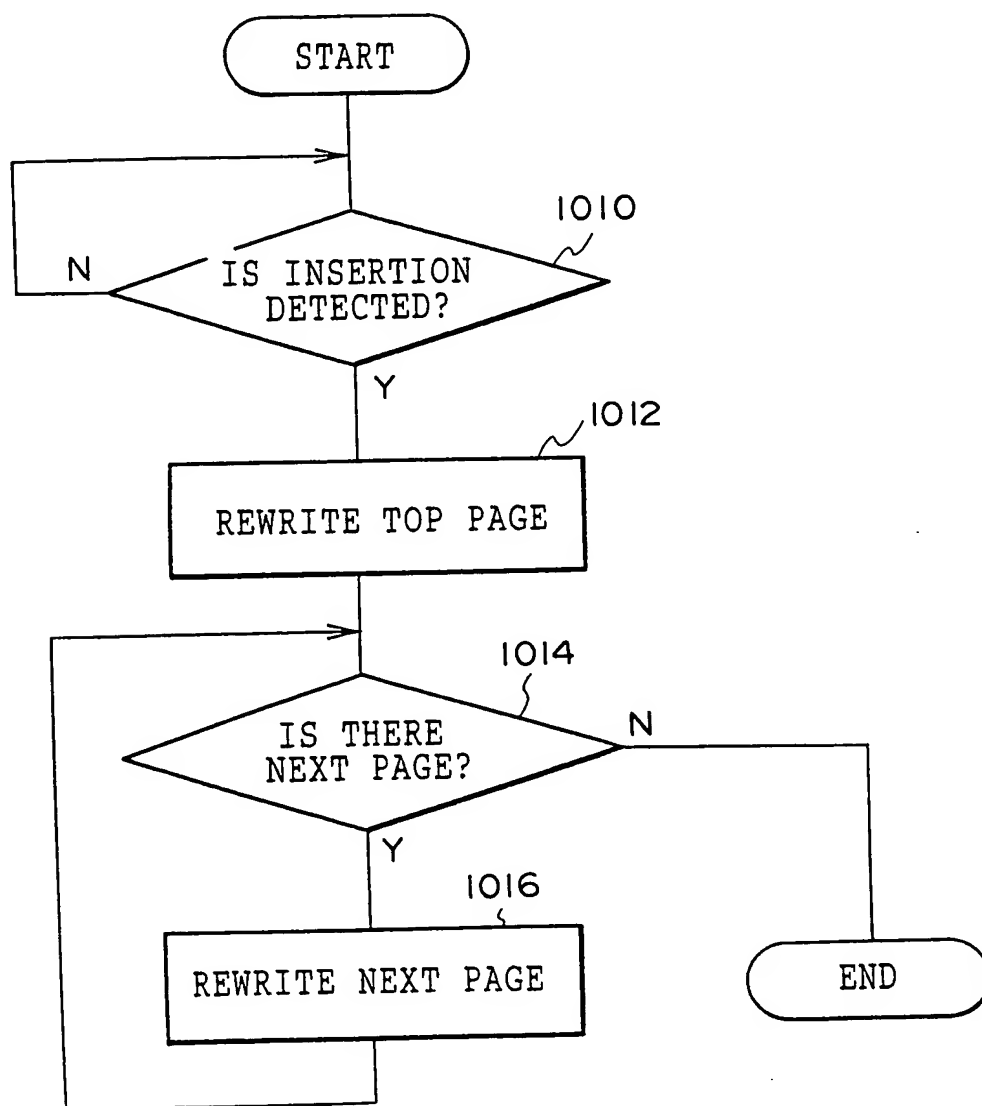 START
1010
N
IS INSERTION
DETECTED?
Y
1012
REWRITE TOP PAGE
1014
IS THERE
NEXT PAGE?
N
Y
1016
REWRITE NEXT PAGE
END